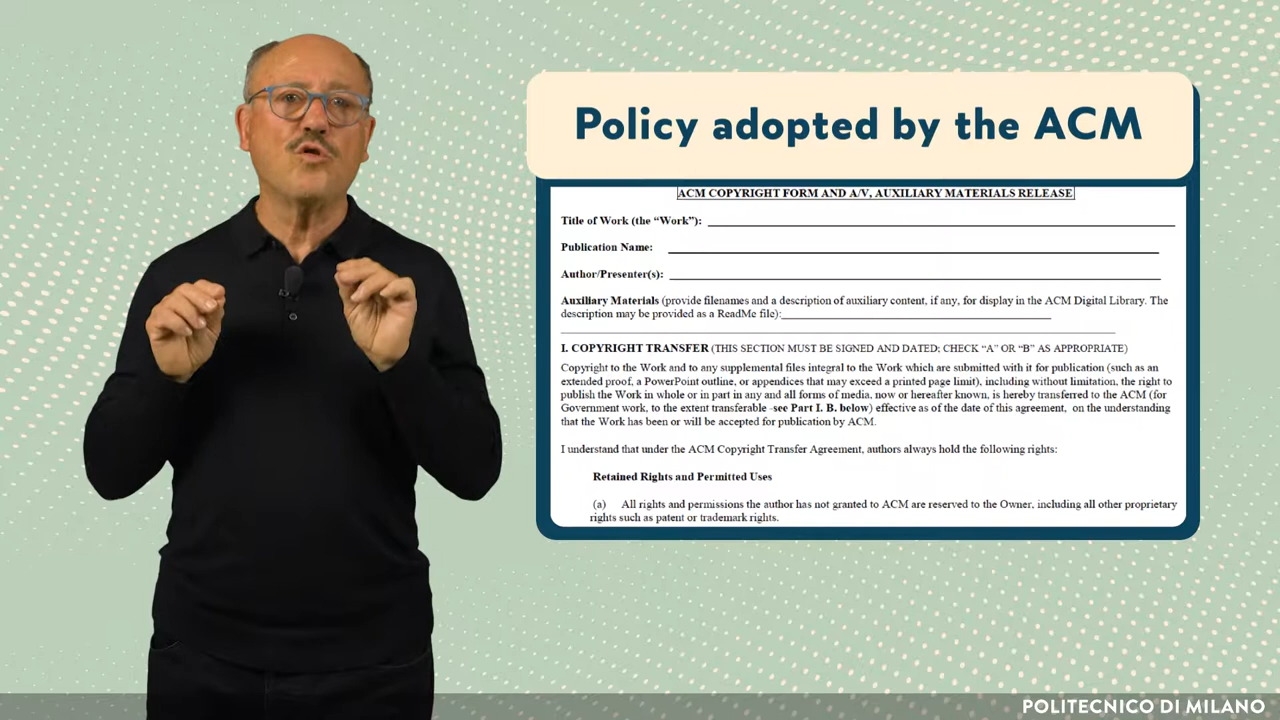 Policy adopted by the ACM
ACM COPYRIGHT FORM AND A/V, AUXILIARY MATERIALS RELEASE
Title of Work (the “Work”):
Publication Name:
Author/Presenter(s):
Auxiliary Materials (provide filenames and a description of auxiliary content, if any, for display in the ACM Digital Library. The
description may be provided as a ReadMe file):
I. COPYRIGHT TRANSFER (THIS SECTION MUST BE SIGNED AND DATED: CHECK “A” OR “B” AS APPROPRIATE)
Copyright to the Work and to any supplemental files integral to the Work which are submitted with it for publication (such as an
extended proof, a PowerPoint outline, or appendices that may exceed a printed page limit), including without limitation, the right to
publish the Work in whole or in part in any and all forms of media, now or hereafter known, is hereby transferred to the ACM (for
Government work, to the extent transferable -see Part I. B. below) effective as of the date of this agreement, on the understanding
that the Work has been or will be accepted for publication by ACM.
I understand that under the ACM Copyright Transfer Agreement, authors always hold the following rights:
Retained Rights and Permitted Uses
(a) All rights and permissions the author has not granted to ACM are reserved to the Owner, including all other proprietary
rights such as patent or trademark rights.
POLITECNICO DI MILANO